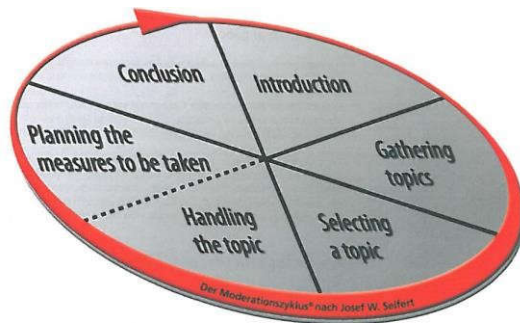 Introduction
Gathering
topics
Selecting
a topic
Handling
the topic
Planning the
measures to be taken
Conclusion
Der Moderationszyklus® nach Josef W. Seifert